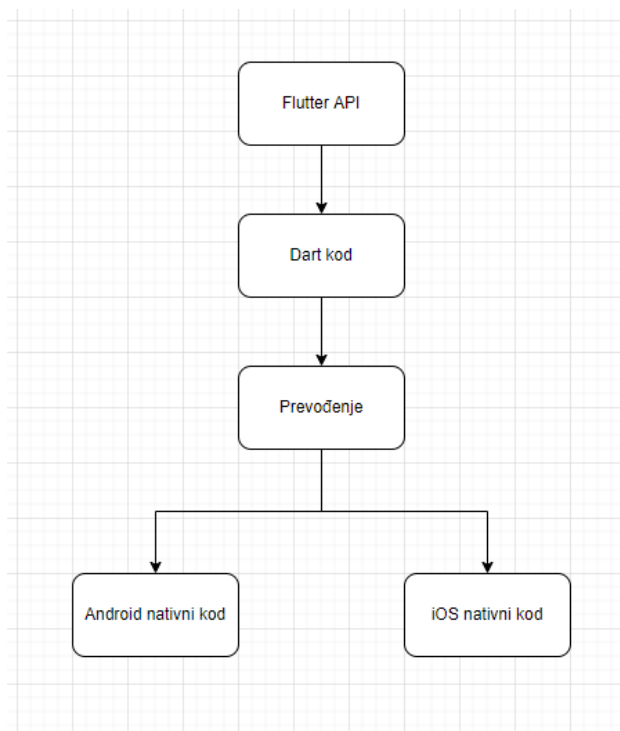 Flutter API
Dart kod
Prevođenje
Android nativni kod
iOS nativni kod